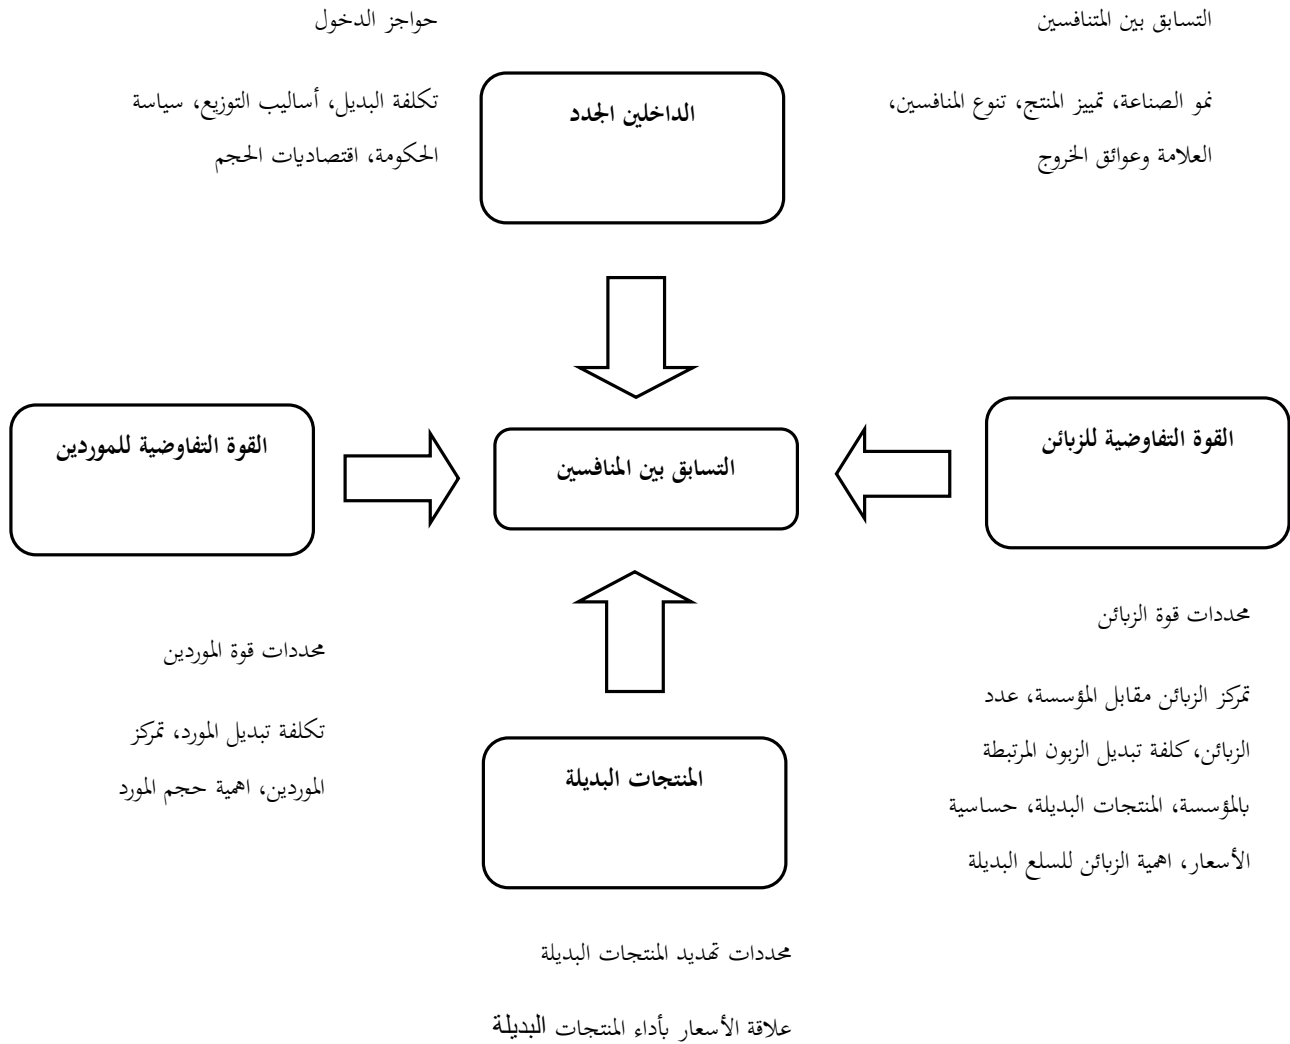 التسابق بين المتنافسين
نمو الصناعة، تمييز المنتج، تنوع المنافسين،
العلامة وعوائق الخروج
الداخلين الجدد
حواجز الدخول
تكلفة البديل، أساليب التوزيع، سياسة
الحكومة، اقتصاديات الحجم
القوة التفاوضية للزبائن
التسابق بين المنافسين
القوة التفاوضية للموردين
محددات قوة الزبائن
تمركز الزبائن مقابل المؤسسة، عدد
الزبائن، كلفة تبديل الزبون المرتبطة
بالمؤسسة، المنتجات البديلة، حساسية
الأسعار، اهمية الزبائن للسلع البديلة
المنتجات البديلة
محددات قوة الموردين
تكلفة تبديل المورد، تمركز
الموردين، اهمية حجم المورد
محددات تهديد المنتجات البديلة
علاقة الأسعار بأداء المنتجات البديلة